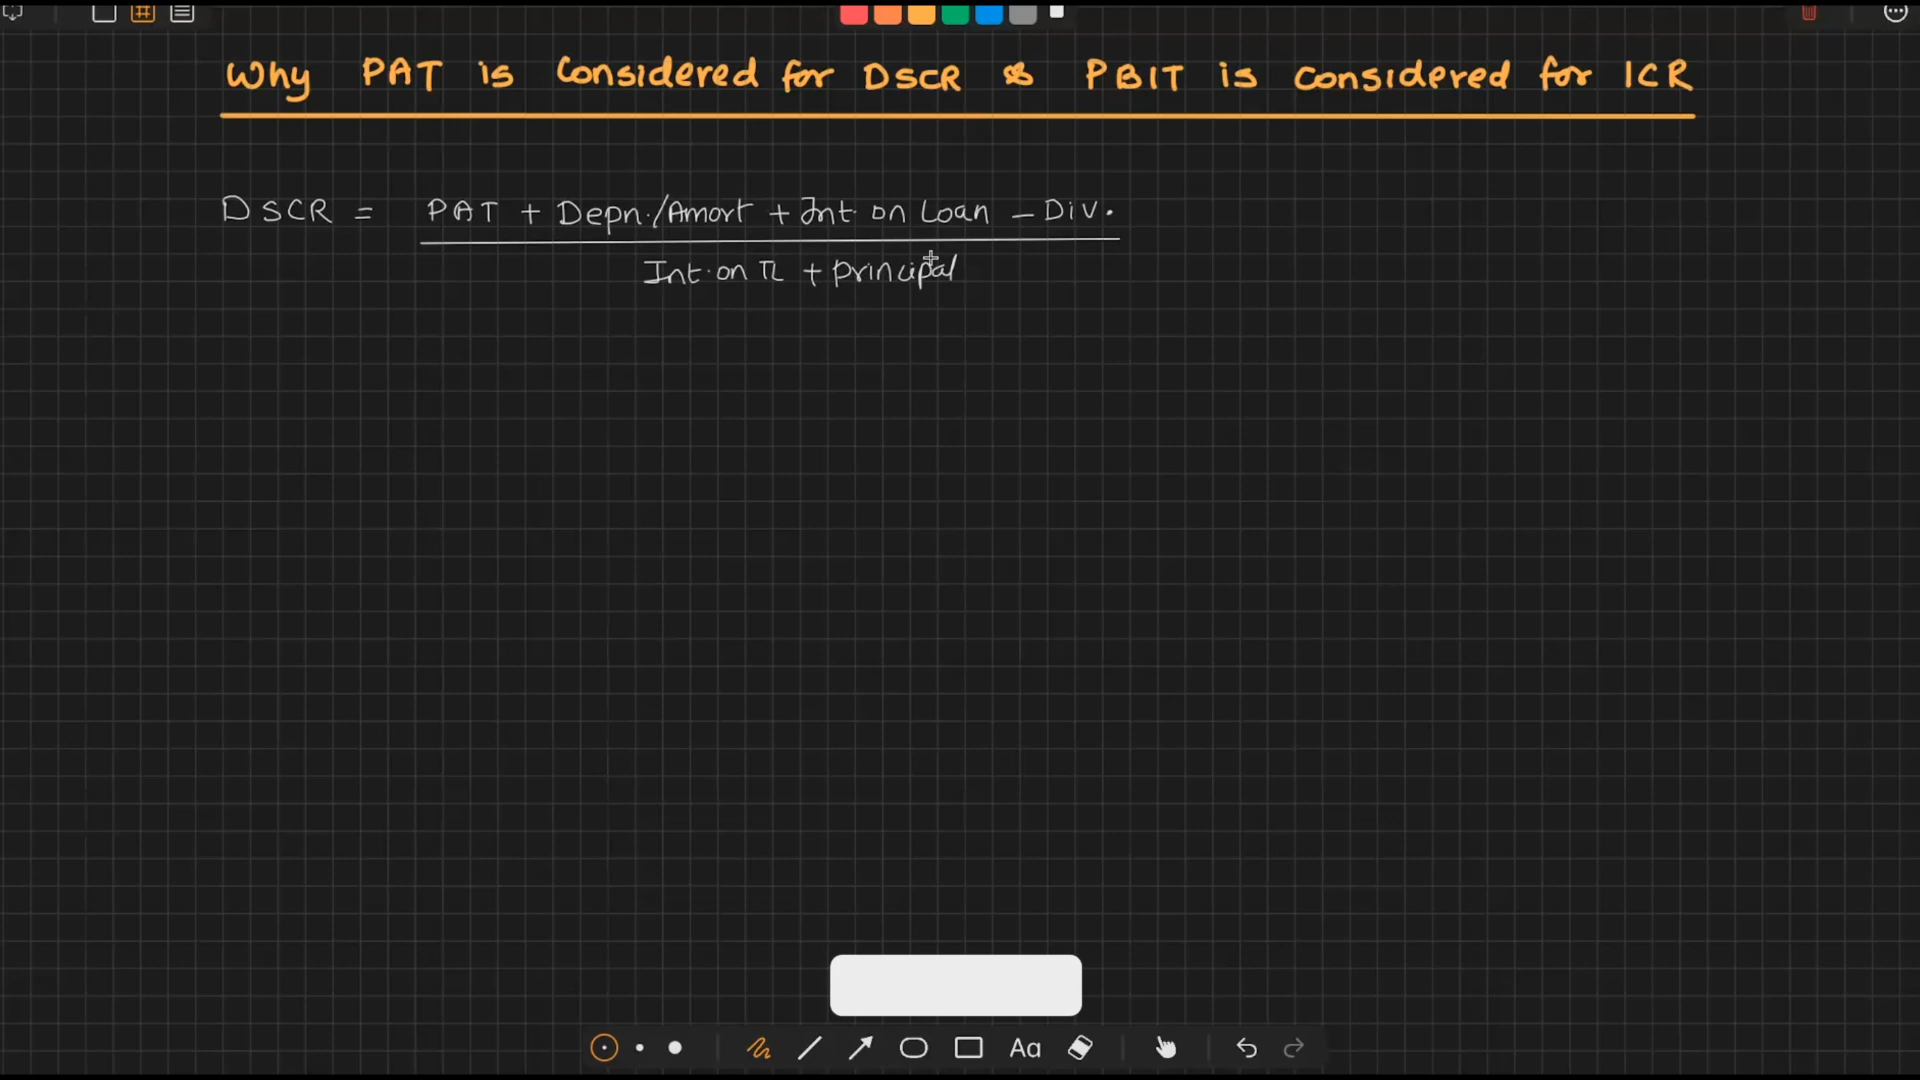 Why PAT is Considered for DSCR & PBIT is Considered for ICR
DSCR = PAT + Depn./Amort + Int. on Loan - Div.
Int. on TL + principal
Aa